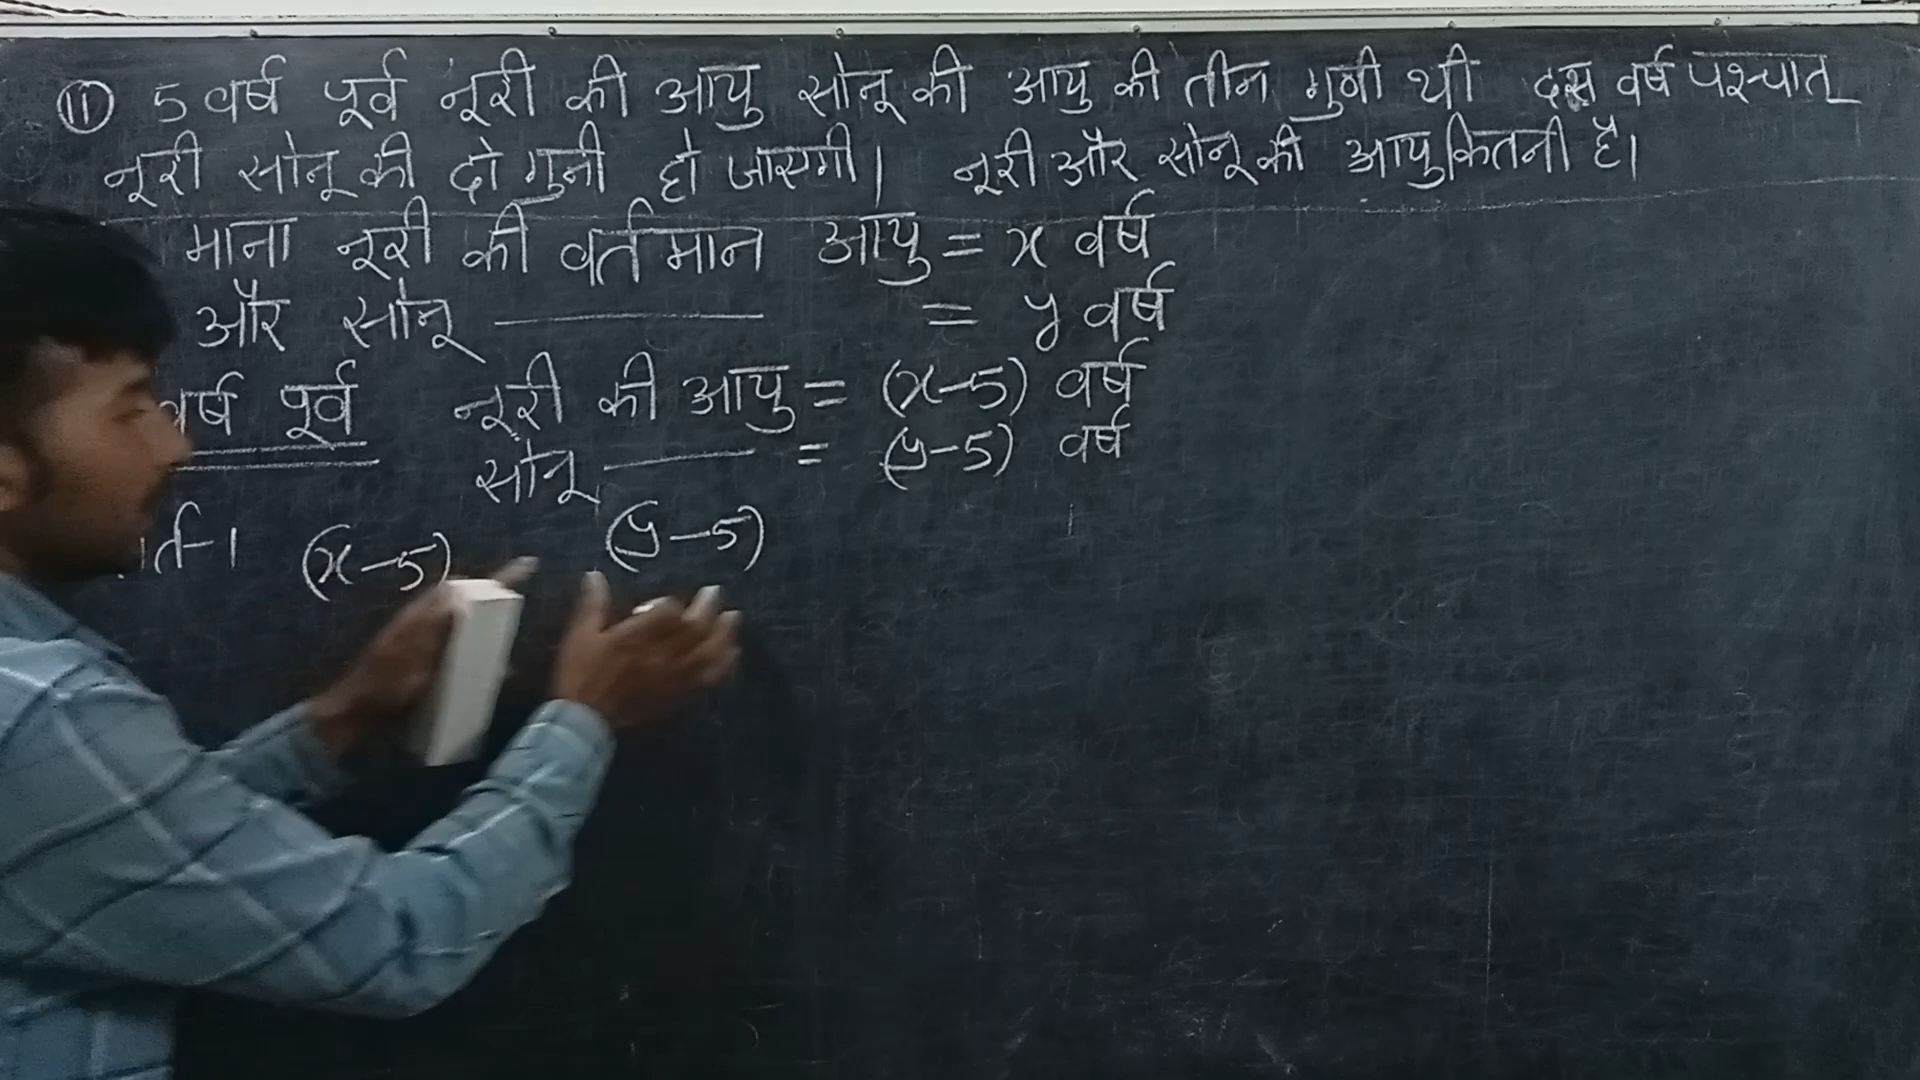 ⑪ 5 वर्ष पूर्व नूरी की आयु सोनू की आयु की तीन गुनी थी दस वर्ष पश्चात्
नूरी सोनू की दो गुनी हो जाएगी। नूरी और सोनू की आयु कितनी है।
माना नूरी की वर्तमान आयु = x वर्ष
और सोनू ——— = y वर्ष
वर्ष पूर्व नूरी की आयु = (x-5) वर्ष
सोनू ——— = (y-5) वर्ष
(x-5) (y-5)